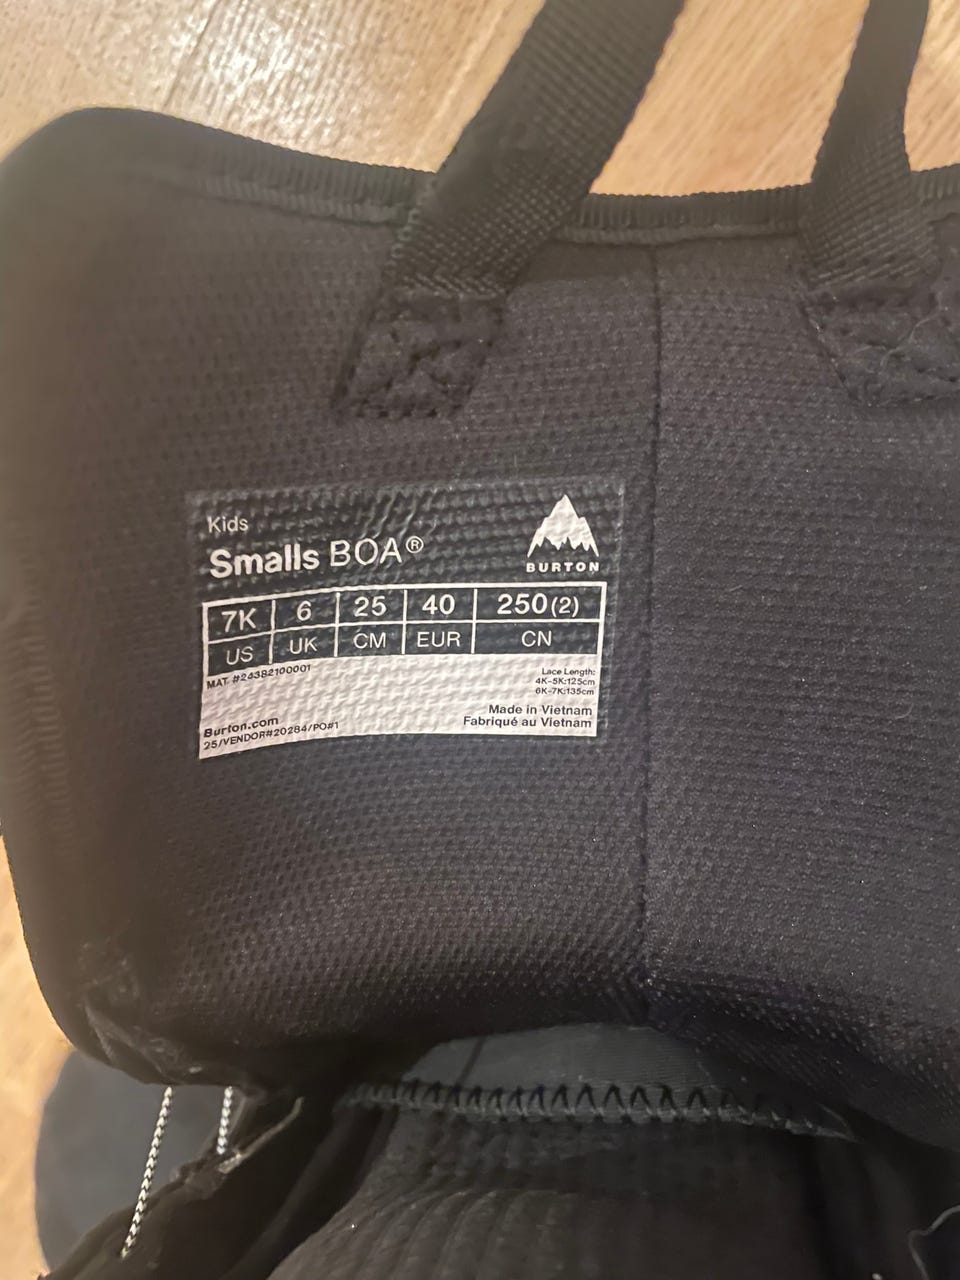 Kids
Smalls BOA®
BURTON
7K 6 25 40 250(2)
US UK CM EUR CN
MAT. #24382100001
Lace Length:
4K-5K:125cm
6K-7K:135cm
Burton.com
25/VENDOR#20284/PO#1
Made in Vietnam
Fabriqué au Vietnam